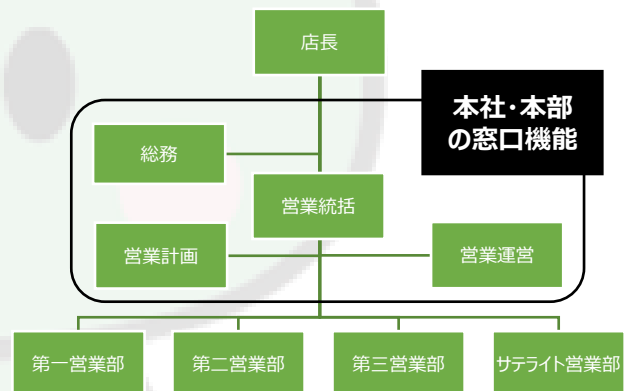 店長
本社・本部
の窓口機能
総務
営業統括
営業計画
営業運営
第一営業部
第二営業部
第三営業部
サテライト営業部